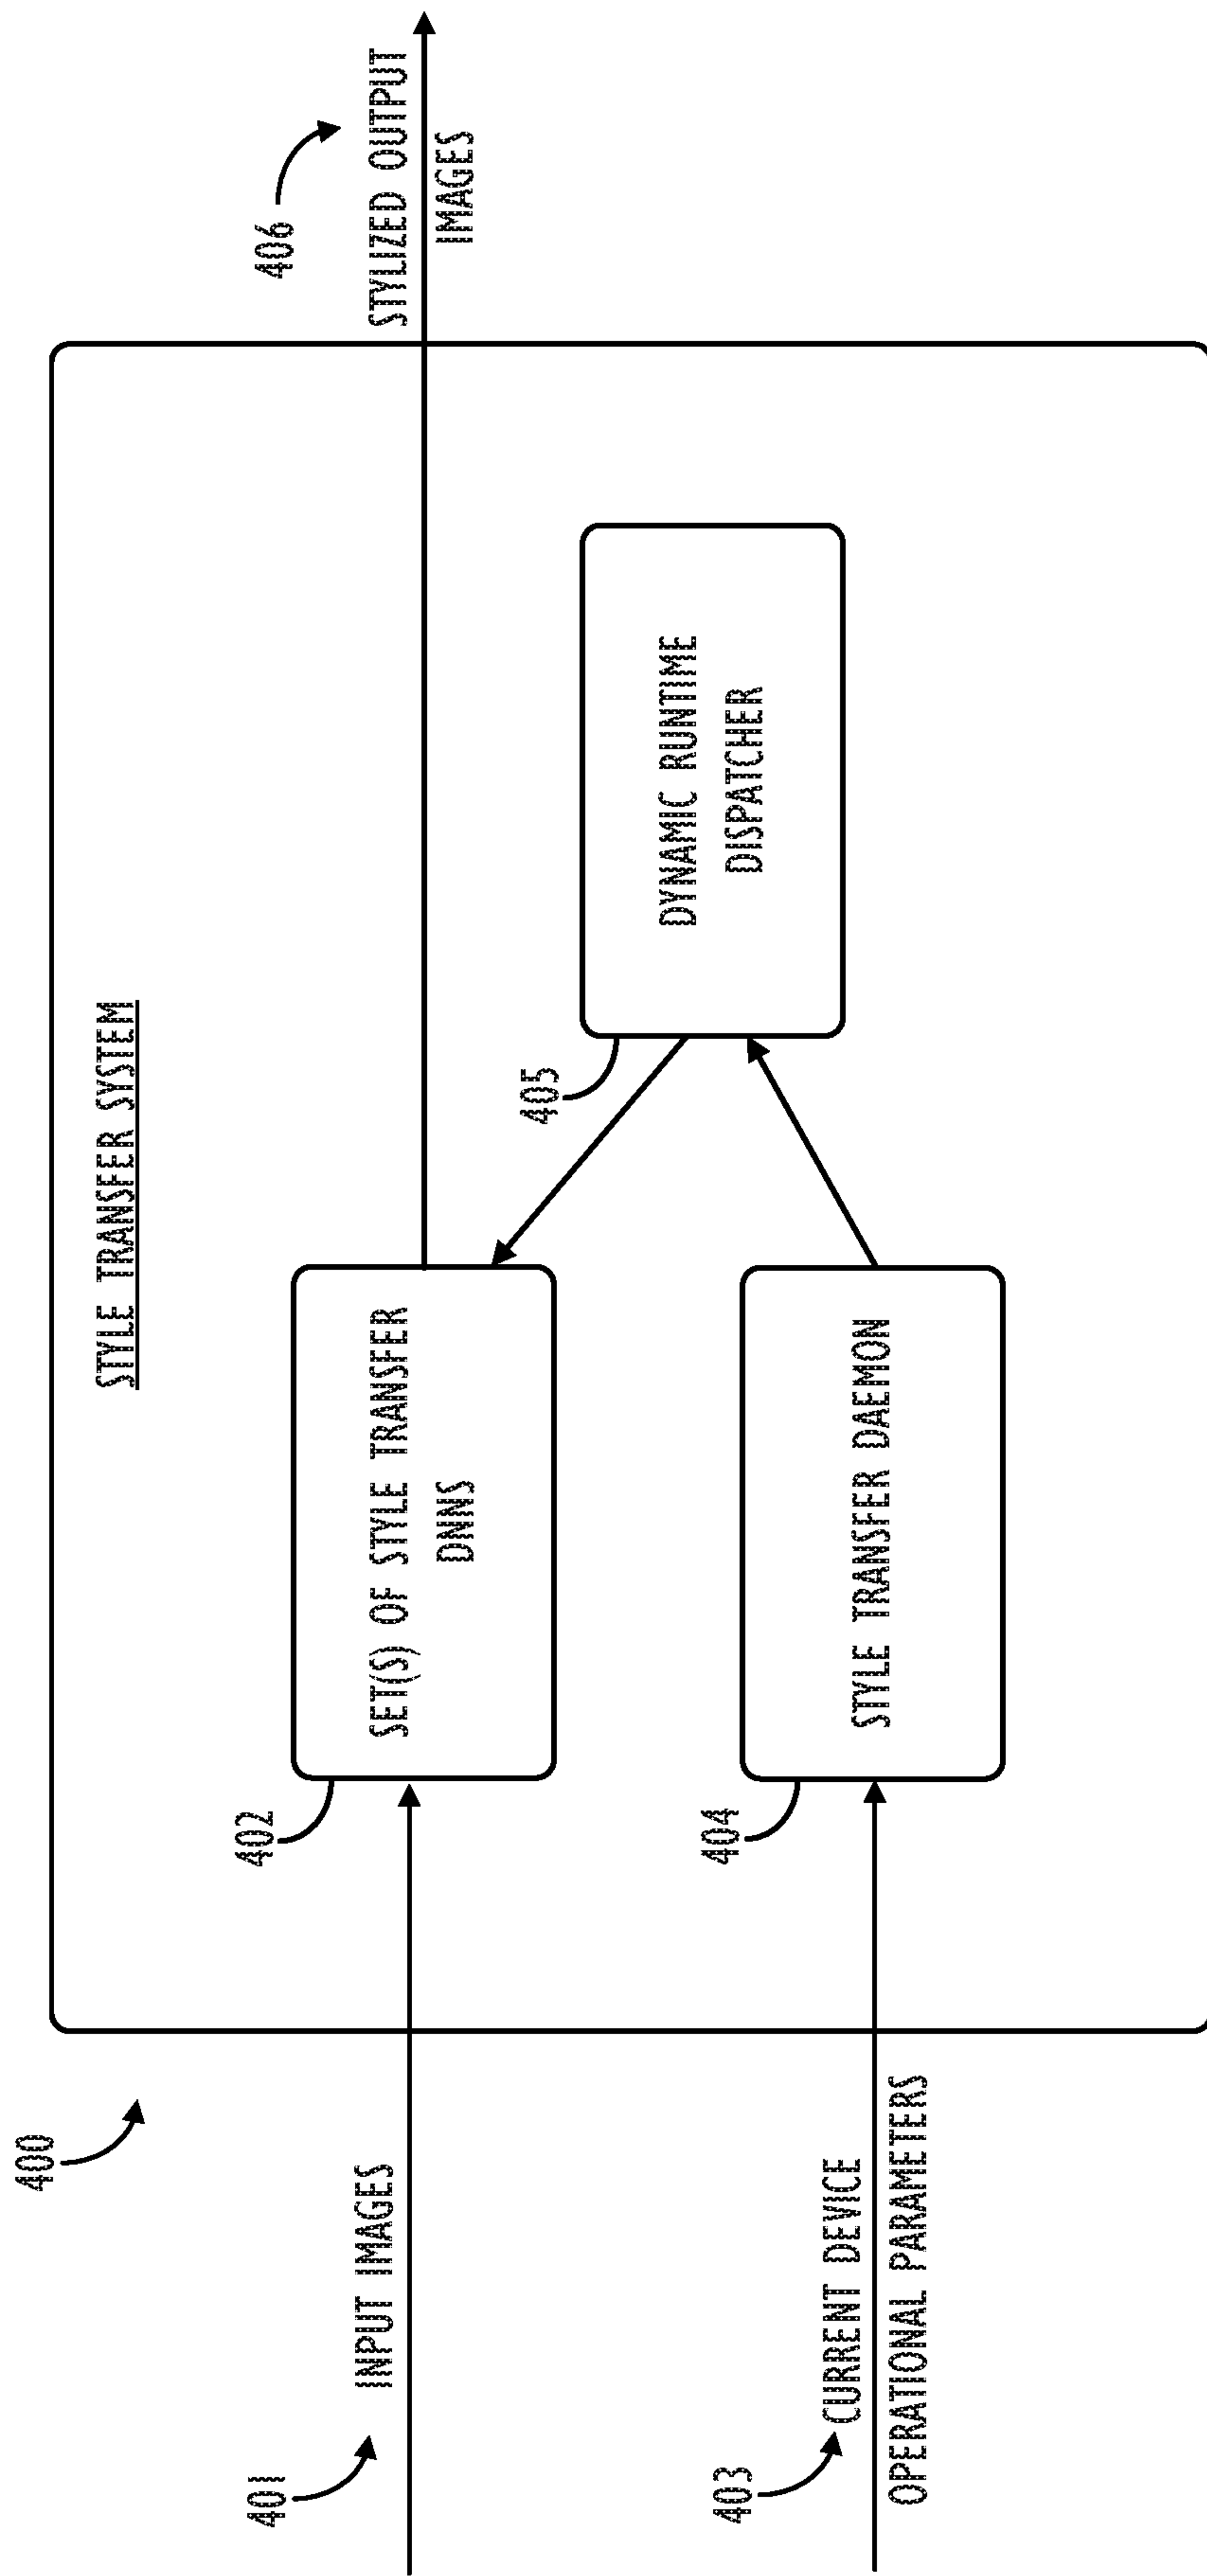 400
STYLE TRANSFER SYSTEM
406
STYLIZED OUTPUT
IMAGES
401
INPUT IMAGES
402
SET(S) OF STYLE TRANSFER
DNNS
405
DYNAMIC RUNTIME
DISPATCHER
403
CURRENT DEVICE
OPERATIONAL PARAMETERS
404
STYLE TRANSFER DAEMON